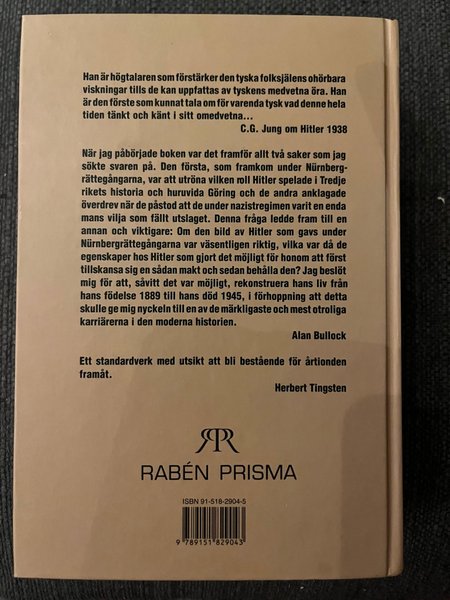 Han är högtalaren som förstärker den tyska folksjälens ohörbara
viskningar tills de kan uppfattas av tyskens medvetna öra. Han
är den förste som kunnat tala om för varenda tysk vad denne hela
tiden tänkt och känt i sitt omedvetna...
C.G. Jung om Hitler 1938
När jag påbörjade boken var det framför allt två saker som jag
sökte svaren på. Den första, som framkom under Nürnberg-
rättegångarna, var att utröna vilken roll Hitler spelade i Tredje
rikets historia och huruvida Göring och de andra anklagade
överdrev när de påstod att de under nazistregimen varit en enda
mans vilja som fällt utslaget. Denna fråga ledde fram till en
annan och viktigare: Om den bild av Hitler som gavs under
Nürnbergrättegångarna var väsentligen riktig, vilka var då de
egenskaper hos Hitler som gjort det möjligt för honom att först
tillskansa sig en sådan makt och sedan behålla den? Jag beslöt
mig för att, såvitt det var möjligt, rekonstruera hans liv från
hans födelse 1889 till hans död 1945, i förhoppning att detta
skulle ge mig nyckeln till en av de märkligaste och mest otroliga
karriärerna i den moderna historien.
Alan Bullock
Ett standardverk med utsikt att bli bestående för årtionden
framåt.
Herbert Tingsten
RPR
RABÉN PRISMA
ISBN 91-518-2904-5
9 789151 829043